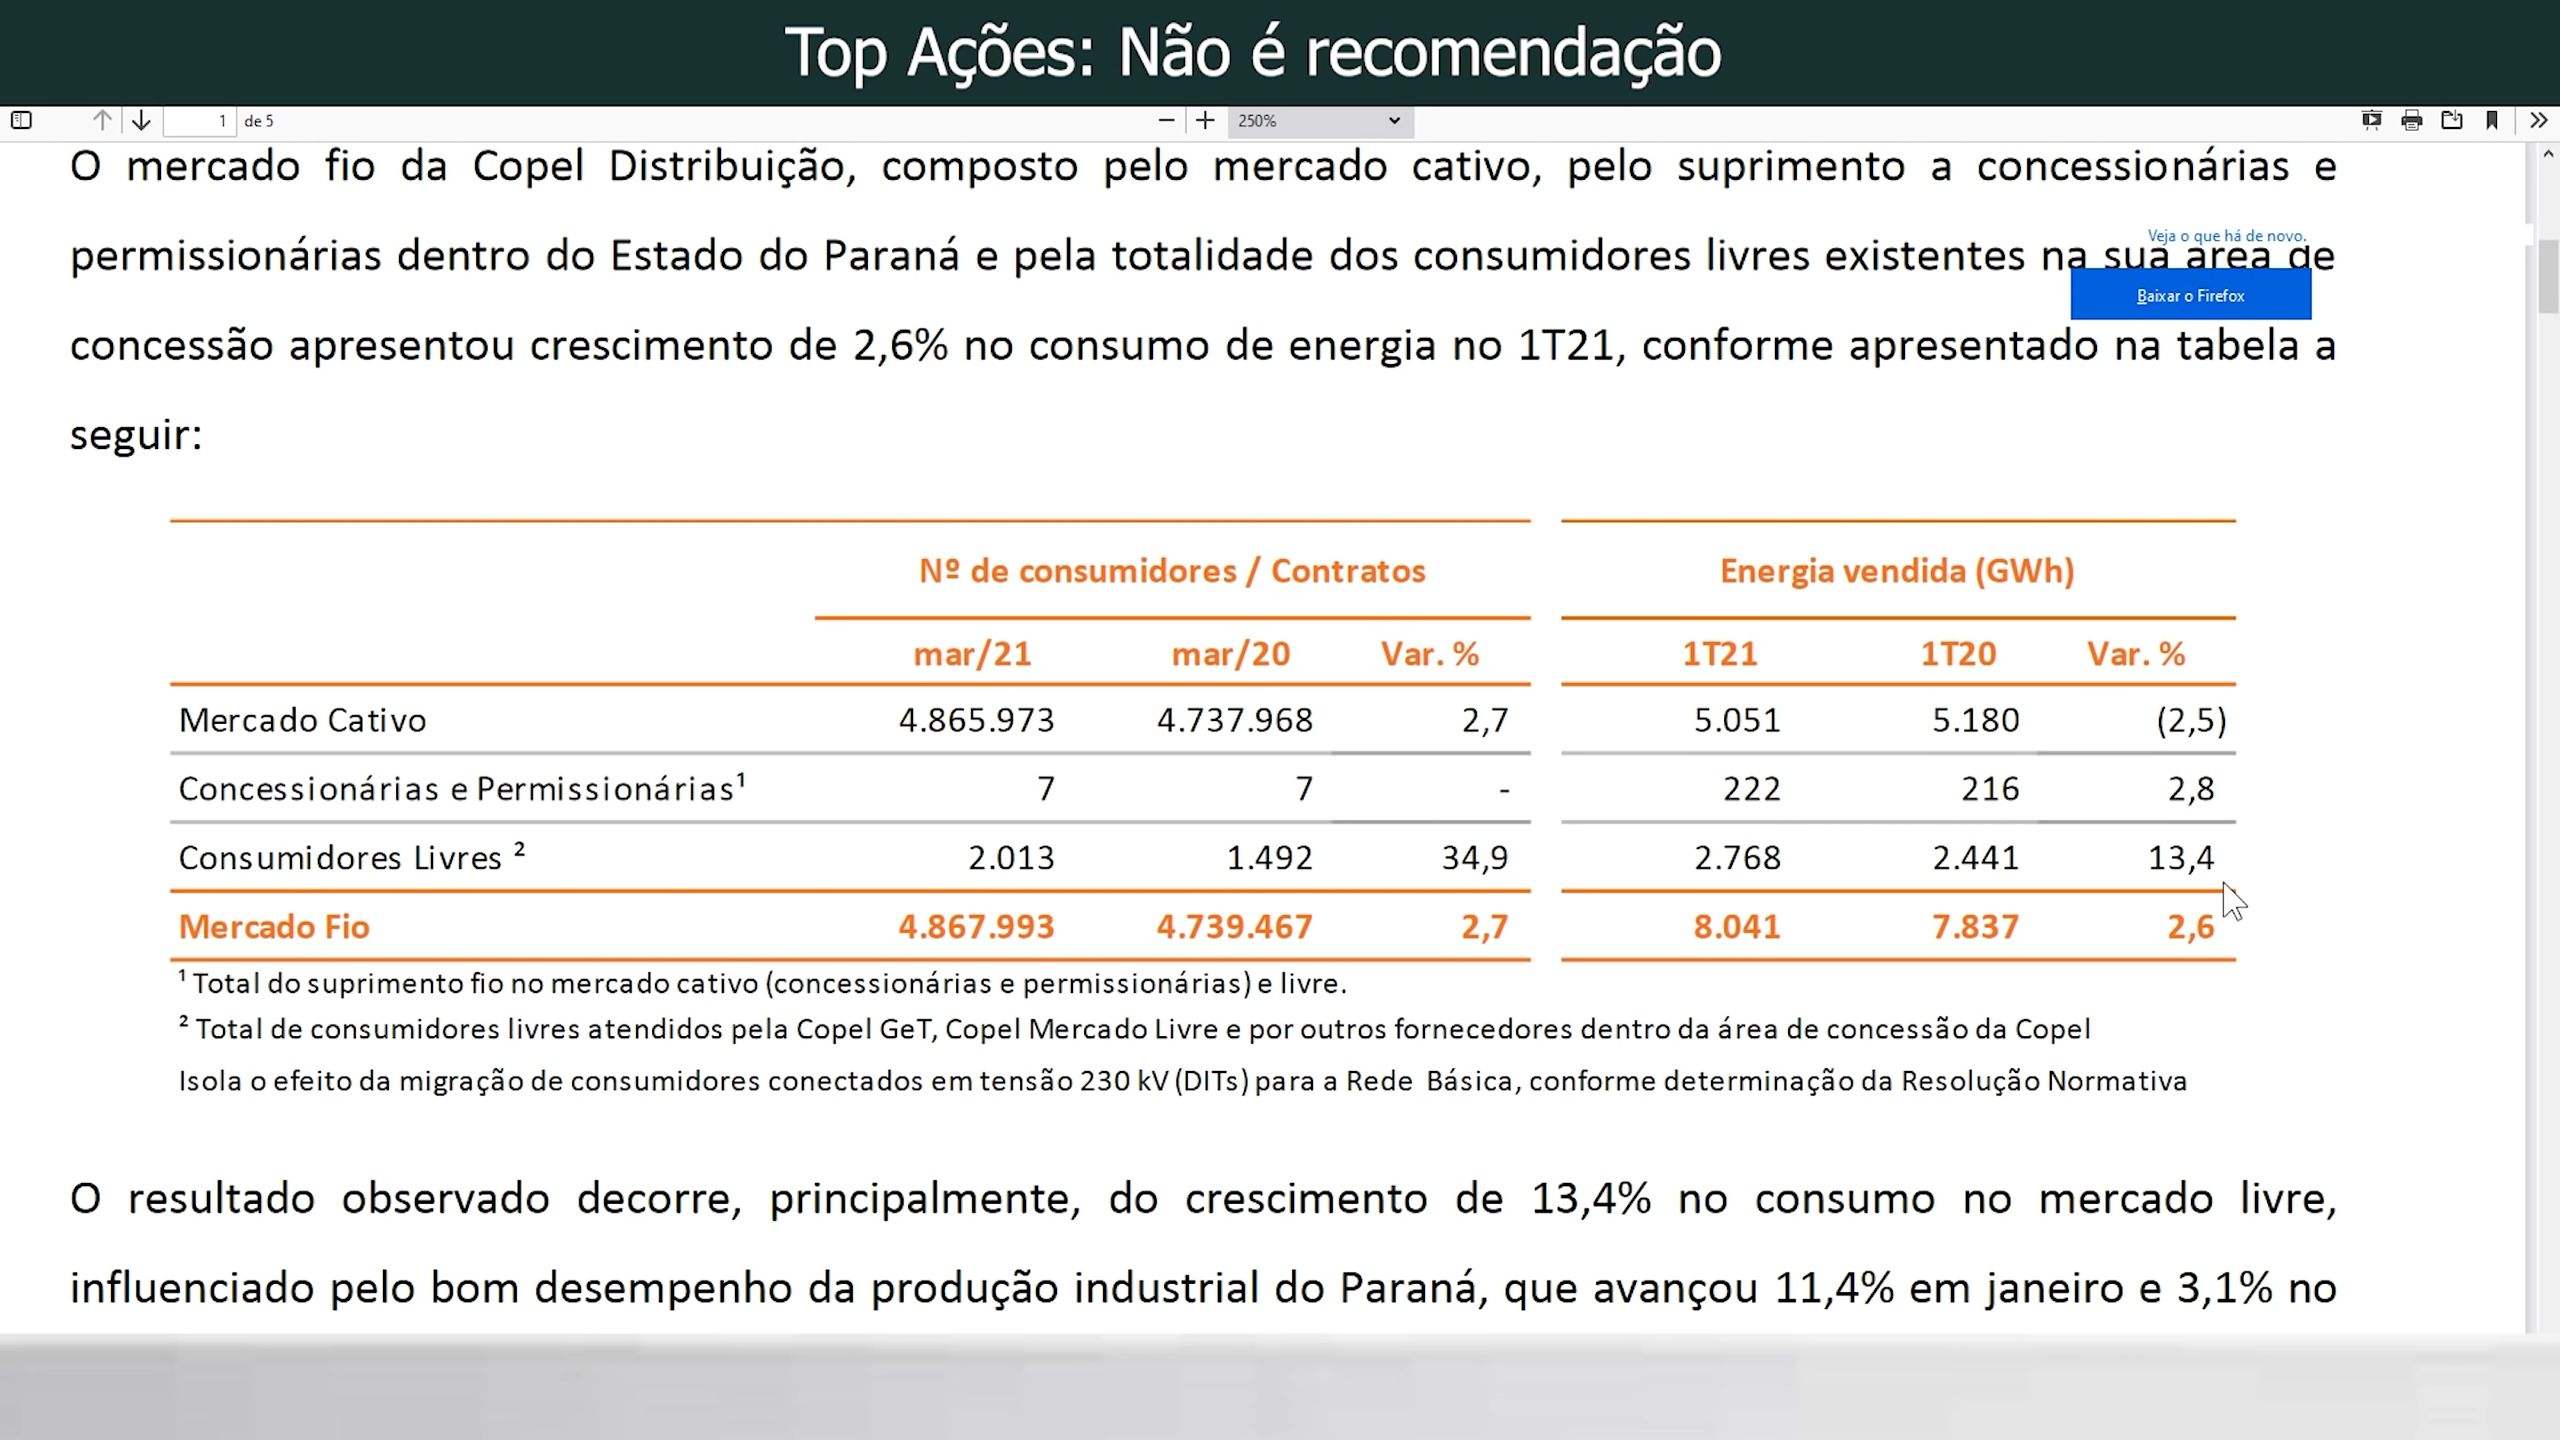 Top Ações: Não é recomendação
1 de 5 250%
O mercado fio da Copel Distribuição, composto pelo mercado cativo, pelo suprimento a concessionárias e
Veja o que há de novo.
permissionárias dentro do Estado do Paraná e pela totalidade dos consumidores livres existentes na sua área de
Baixar o Firefox
concessão apresentou crescimento de 2,6% no consumo de energia no 1T21, conforme apresentado na tabela a
seguir:
Nº de consumidores / Contratos Energia vendida (GWh)
mar/21 mar/20 Var. % 1T21 1T20 Var. %
Mercado Cativo 4.865.973 4.737.968 2,7 5.051 5.180 (2,5)
Concessionárias e Permissionárias¹ 7 7 - 222 216 2,8
Consumidores Livres ² 2.013 1.492 34,9 2.768 2.441 13,4
Mercado Fio 4.867.993 4.739.467 2,7 8.041 7.837 2,6
¹ Total do suprimento fio no mercado cativo (concessionárias e permissionárias) e livre.
² Total de consumidores livres atendidos pela Copel GeT, Copel Mercado Livre e por outros fornecedores dentro da área de concessão da Copel
Isola o efeito da migração de consumidores conectados em tensão 230 kV (DITs) para a Rede Básica, conforme determinação da Resolução Normativa
O resultado observado decorre, principalmente, do crescimento de 13,4% no consumo no mercado livre,
influenciado pelo bom desempenho da produção industrial do Paraná, que avançou 11,4% em janeiro e 3,1% no